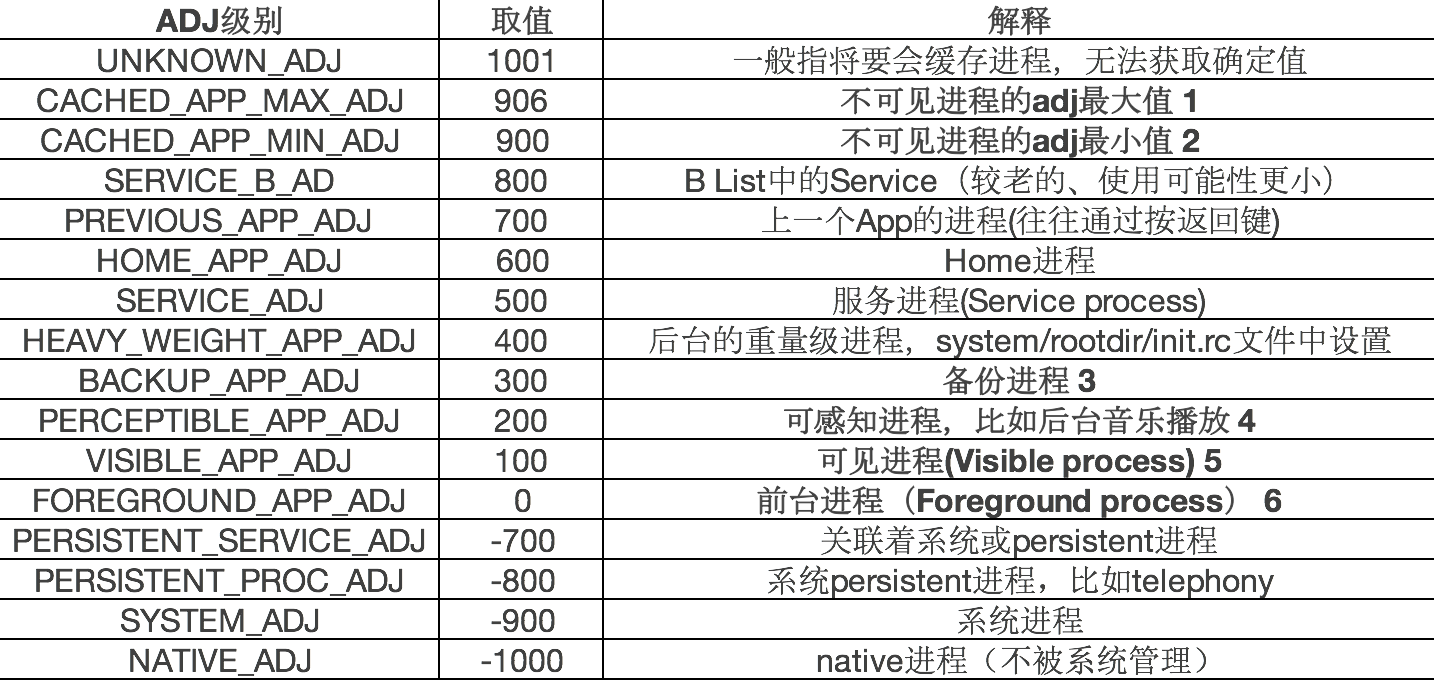 ADJ级别 取值 解释
UNKNOWN_ADJ 1001 一般指将要会缓存进程，无法获取确定值
CACHED_APP_MAX_ADJ 906 不可见进程的adj最大值 1
CACHED_APP_MIN_ADJ 900 不可见进程的adj最小值 2
SERVICE_B_AD 800 B List中的Service（较老的、使用可能性更小）
PREVIOUS_APP_ADJ 700 上一个App的进程(往往通过按返回键)
HOME_APP_ADJ 600 Home进程
SERVICE_ADJ 500 服务进程(Service process)
HEAVY_WEIGHT_APP_ADJ 400 后台的重量级进程，system/rootdir/init.rc文件中设置
BACKUP_APP_ADJ 300 备份进程 3
PERCEPTIBLE_APP_ADJ 200 可感知进程，比如后台音乐播放 4
VISIBLE_APP_ADJ 100 可见进程(Visible process) 5
FOREGROUND_APP_ADJ 0 前台进程（Foreground process） 6
PERSISTENT_SERVICE_ADJ -700 关联着系统或persistent进程
PERSISTENT_PROC_ADJ -800 系统persistent进程，比如telephony
SYSTEM_ADJ -900 系统进程
NATIVE_ADJ -1000 native进程（不被系统管理）